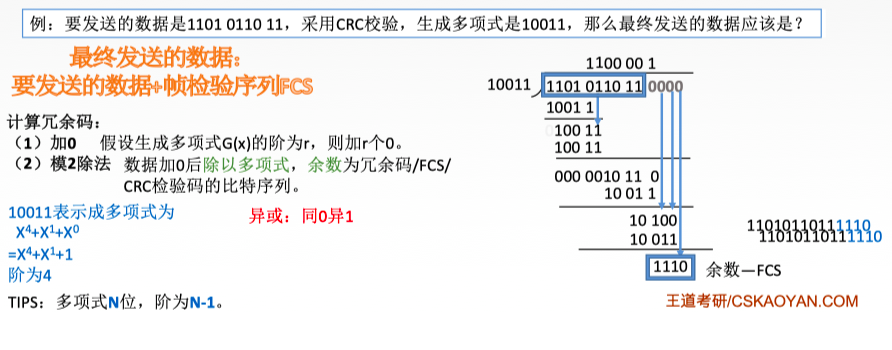 例：要发送的数据是1101 0110 11，采用CRC校验，生成多项式是10011，那么最终发送的数据应该是？
最终发送的数据：
要发送的数据+帧检验序列FCS
计算冗余码：
（1）加0 假设生成多项式G(x)的阶为r，则加r个0。
（2）模2除法 数据加0后除以多项式，余数为冗余码/FCS/
CRC检验码的比特序列。
10011表示成多项式为
X⁴+X¹+X⁰
=X⁴+X¹+1
阶为4
TIPS：多项式N位，阶为N-1。
异或：同0异1
1100 00 1
10011 1101 0110 11 0000
1001 1
100 11
100 11
000 0010 11 0
10 01 1
10 100
10 011
1110 余数—FCS
11010110111110
11010110111110
王道考研/CSKAOYAN.COM